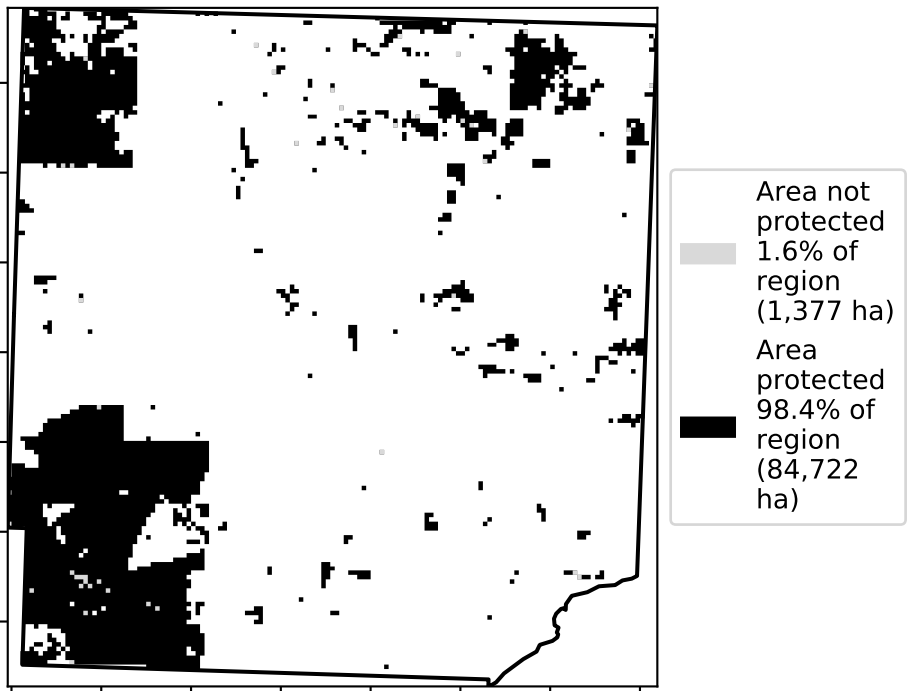 Area not
protected
1.6% of
region
(1,377 ha)
Area
protected
98.4% of
region
(84,722
ha)